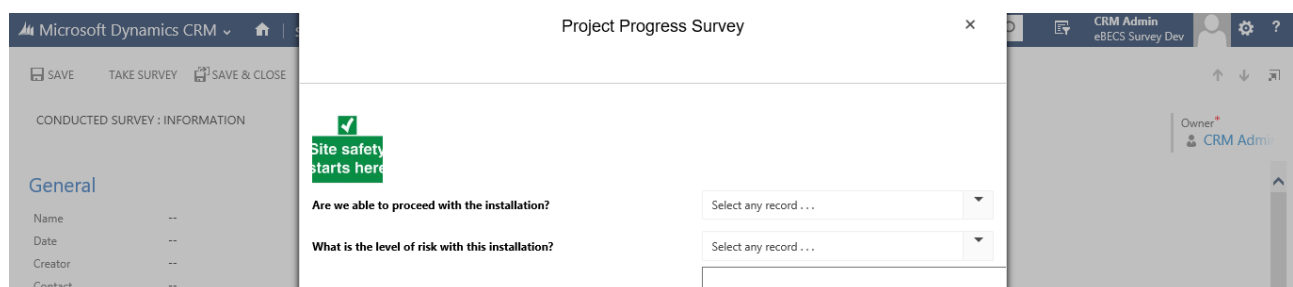 Microsoft Dynamics CRM
Project Progress Survey
×
CRM Admin
eBECS Survey Dev
?
SAVE TAKE SURVEY SAVE & CLOSE
CONDUCTED SURVEY : INFORMATION
Owner*
CRM Admi
Site safety
starts here
General
Are we able to proceed with the installation? Select any record . . .
Name --
Date --
What is the level of risk with this installation? Select any record . . .
Creator --
Contact --